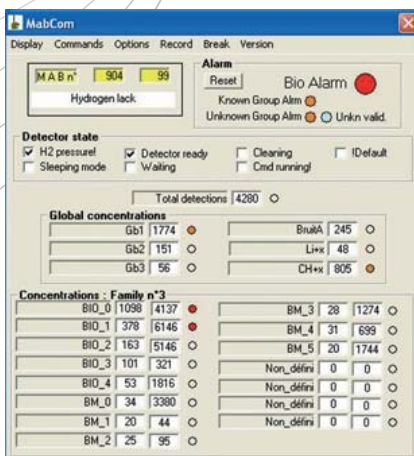 MabCom
Display Commands Options Record Break Version
M A B n° 904 99
Hydrogen lack
Alarm
Reset Bio Alarm
Known Group Alrm
Unknown Group Alrm Unkn valid.
Detector state
H2 pressure! Detector ready Cleaning !Default
Sleeping mode Waiting Cmd running!
Total detections 4280
Global concentrations
Gb1 1774 BruitA 245
Gb2 151 Li+x 48
Gb3 56 CH+x 805
Concentrations : Family n°3
BIO_0 1098 4137 BM_3 28 1274
BIO_1 378 6146 BM_4 31 699
BIO_2 163 5146 BM_5 20 1744
BIO_3 101 321 Non_défini 0 0
BIO_4 53 1816 Non_défini 0 0
BM_0 34 3380 Non_défini 0 0
BM_1 20 44 Non_défini 0 0
BM_2 25 95